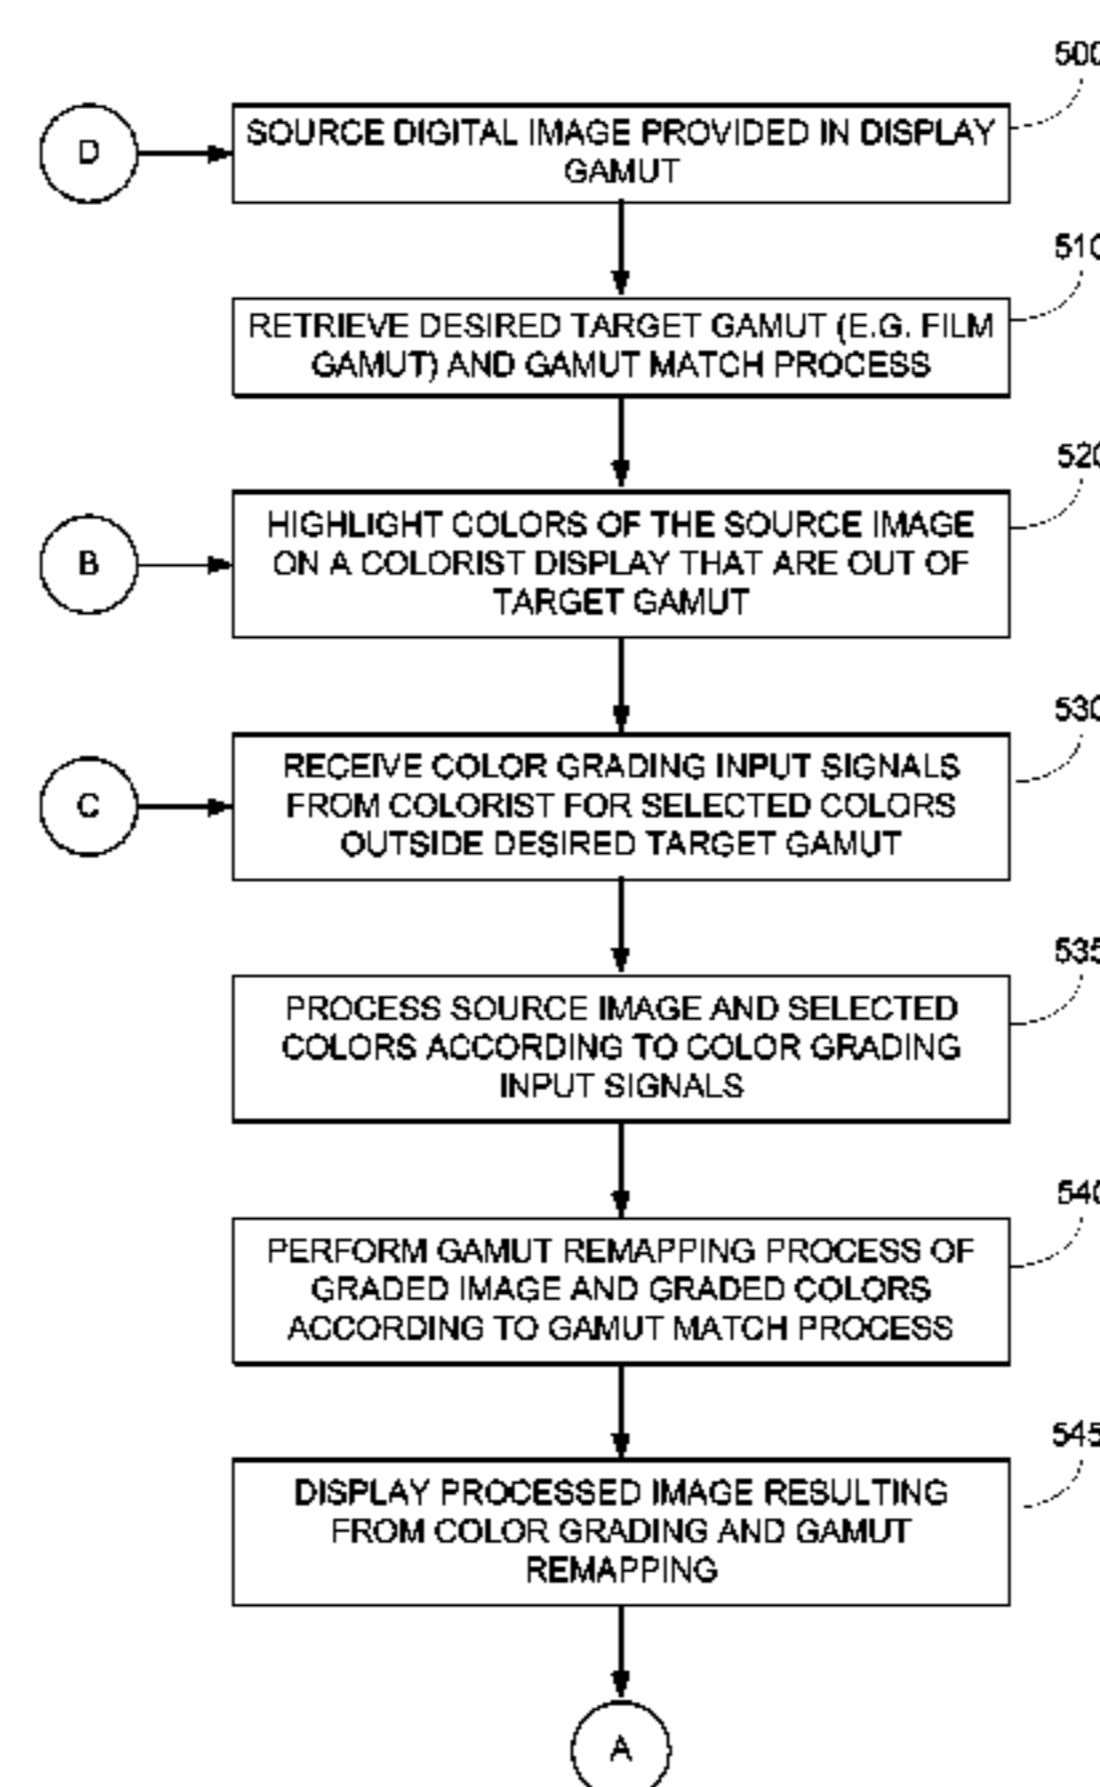 500
D
SOURCE DIGITAL IMAGE PROVIDED IN DISPLAY
GAMUT
510
RETRIEVE DESIRED TARGET GAMUT (E.G. FILM
GAMUT) AND GAMUT MATCH PROCESS
520
B
HIGHLIGHT COLORS OF THE SOURCE IMAGE
ON A COLORIST DISPLAY THAT ARE OUT OF
TARGET GAMUT
530
C
RECEIVE COLOR GRADING INPUT SIGNALS
FROM COLORIST FOR SELECTED COLORS
OUTSIDE DESIRED TARGET GAMUT
535
PROCESS SOURCE IMAGE AND SELECTED
COLORS ACCORDING TO COLOR GRADING
INPUT SIGNALS
540
PERFORM GAMUT REMAPPING PROCESS OF
GRADED IMAGE AND GRADED COLORS
ACCORDING TO GAMUT MATCH PROCESS
545
DISPLAY PROCESSED IMAGE RESULTING
FROM COLOR GRADING AND GAMUT
REMAPPING
A